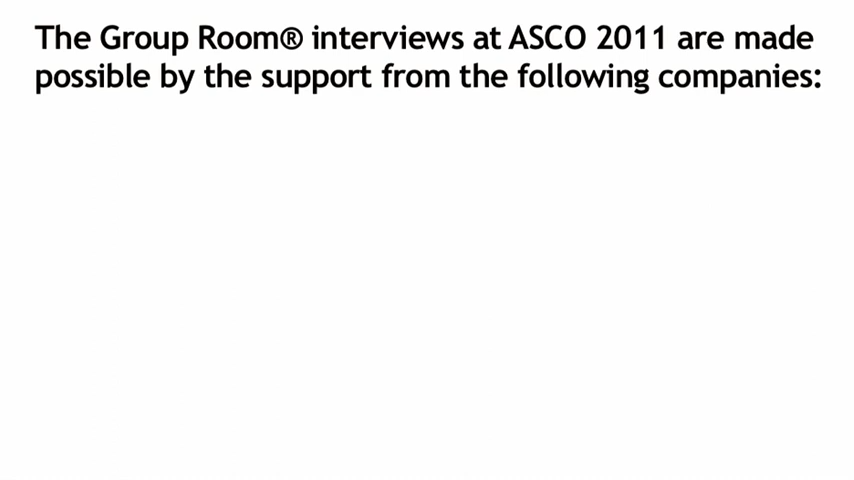 The Group Room® interviews at ASCO 2011 are made
possible by the support from the following companies: